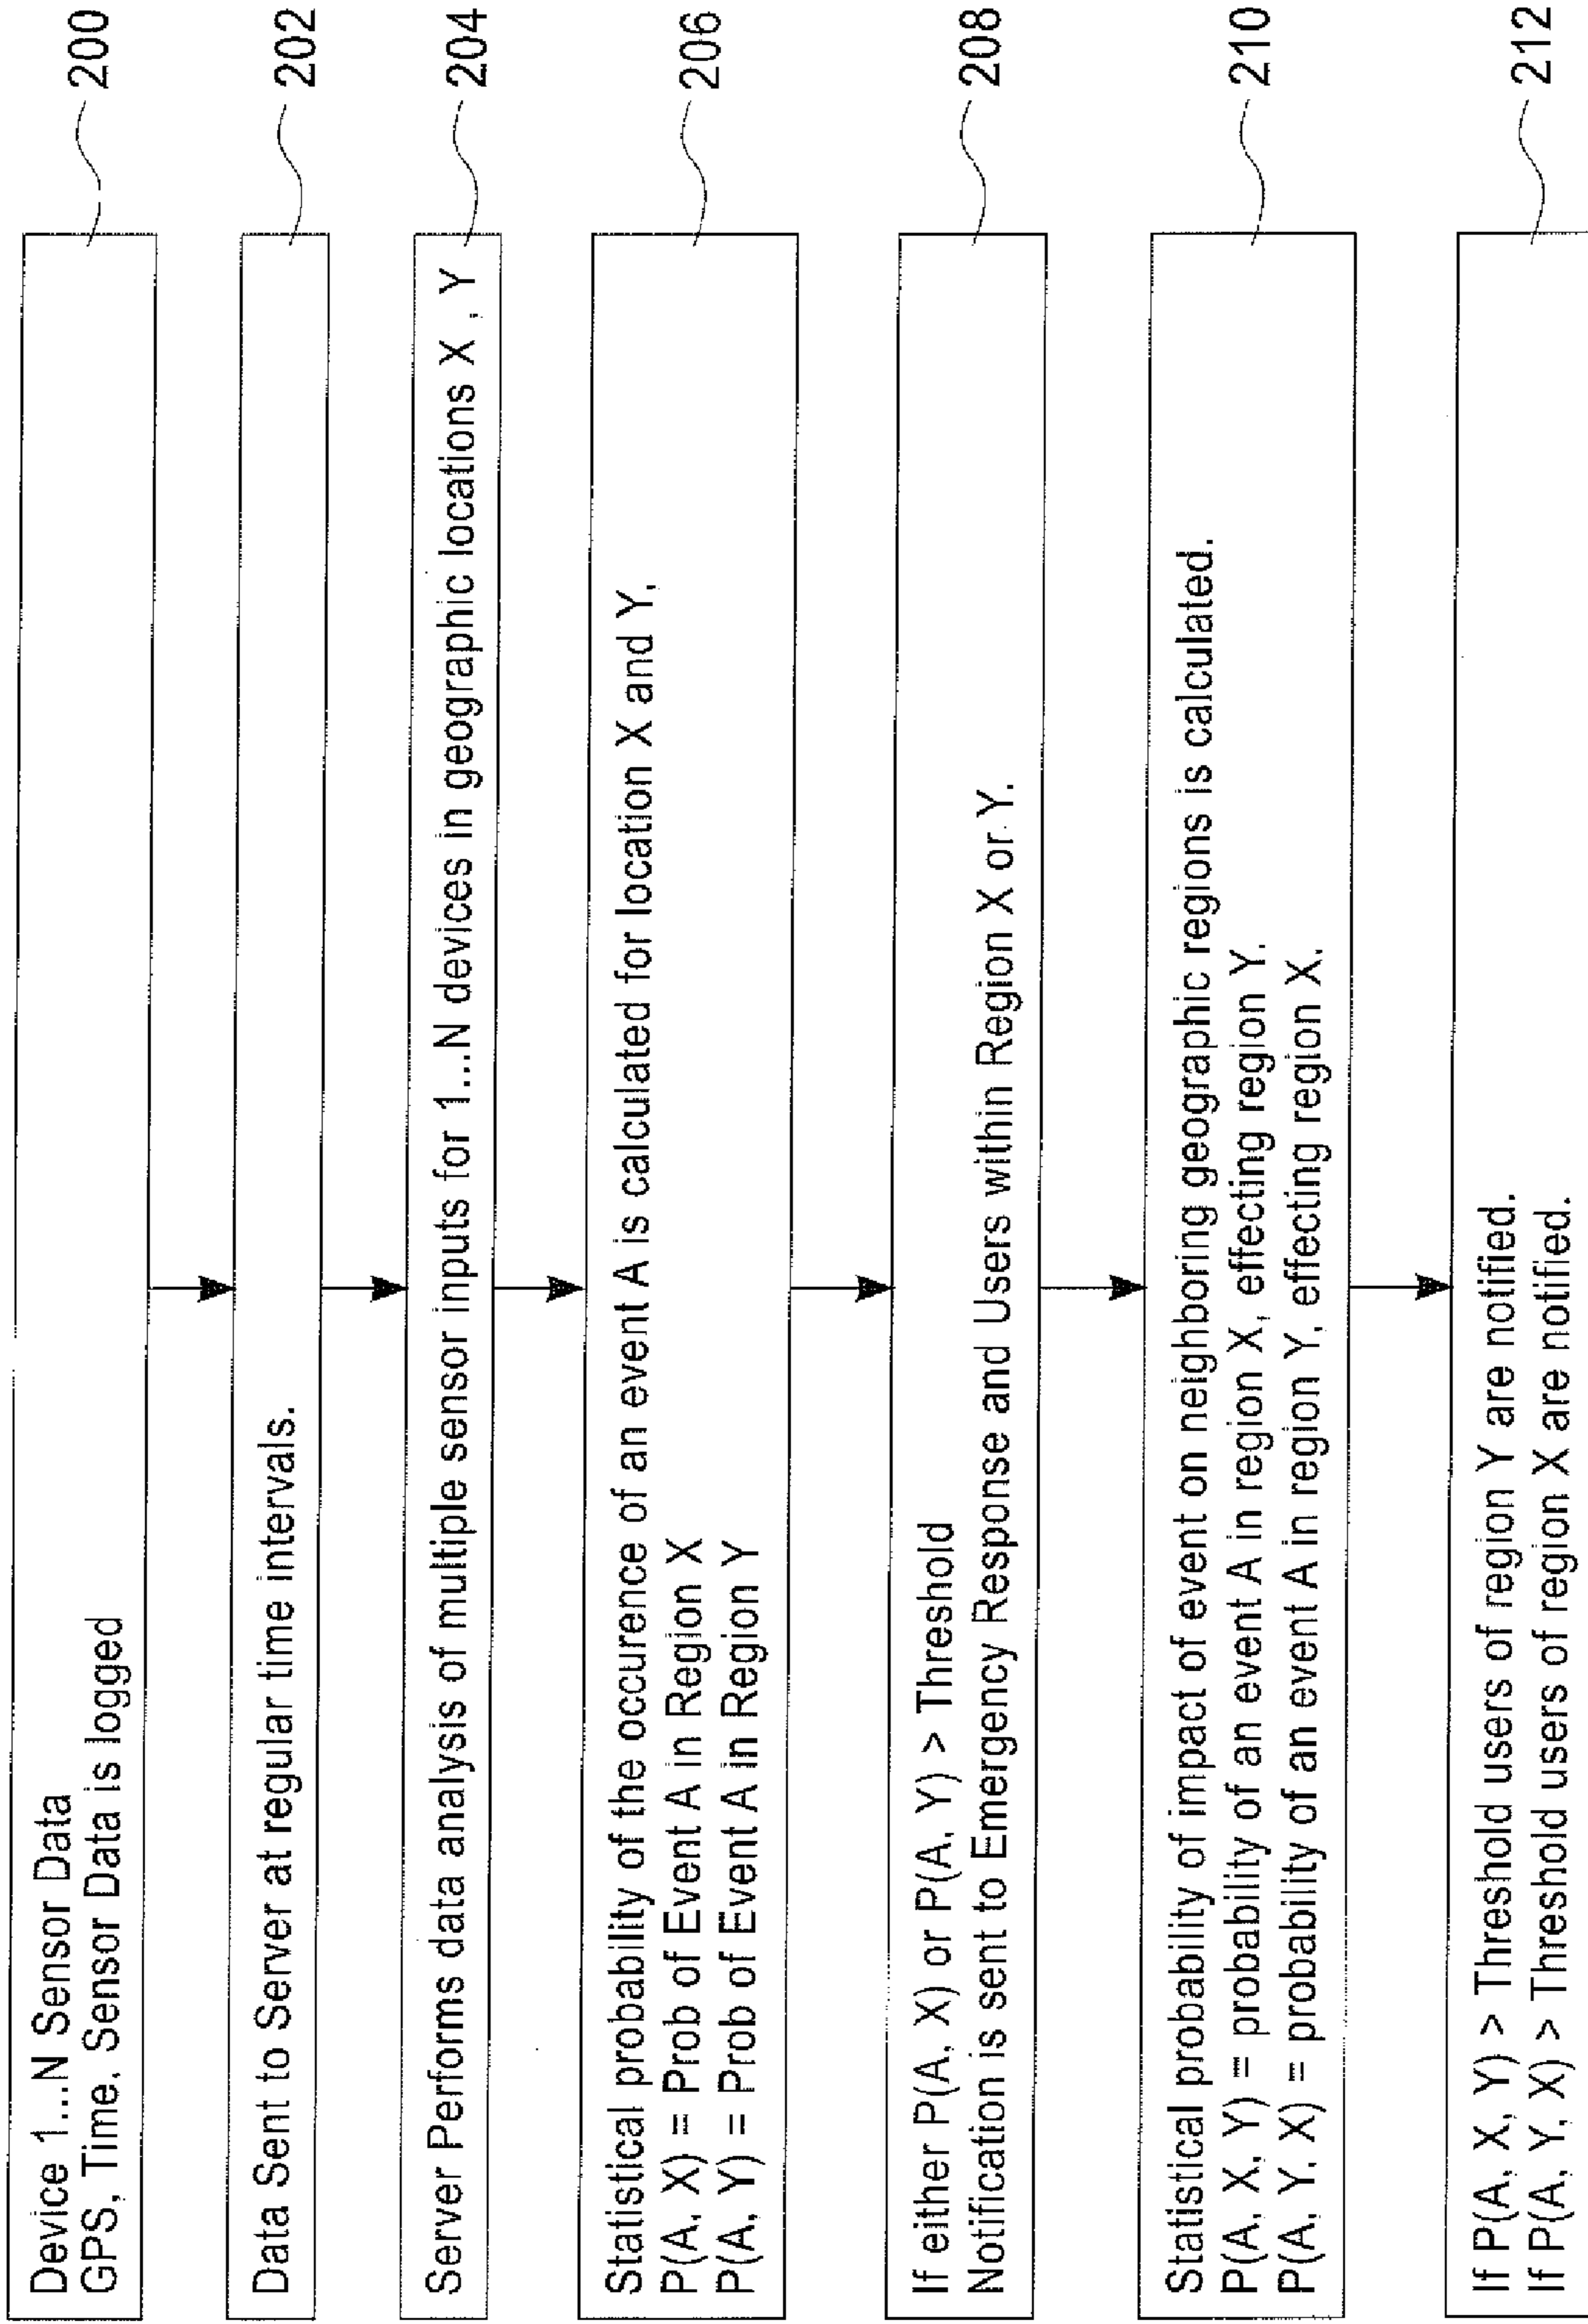 Device 1...N Sensor Data
GPS, Time. Sensor Data is logged
200
Data Sent to Server at regular time intervals.
202
Server Performs data analysis of multiple sensor inputs for 1...N devices in geographic locations X , Y
204
Statistical probability of the occurence of an event A is calculated for location X and Y,
P(A, X) = Prob of Event A in Region X
P(A, Y) = Prob of Event A in Region Y
206
If either P(A, X) or P(A, Y) > Threshold
Notification is sent to Emergency Response and Users within Region X or Y.
208
Statistical probability of impact of event on neighboring geographic regions is calculated.
P(A, X, Y) = probability of an event A in region X, effecting region Y.
P(A, Y, X) = probability of an event A in region Y, effecting region X.
210
If P(A, X, Y) > Threshold users of region Y are notified.
If P(A, Y, X) > Threshold users of region X are notified.
212